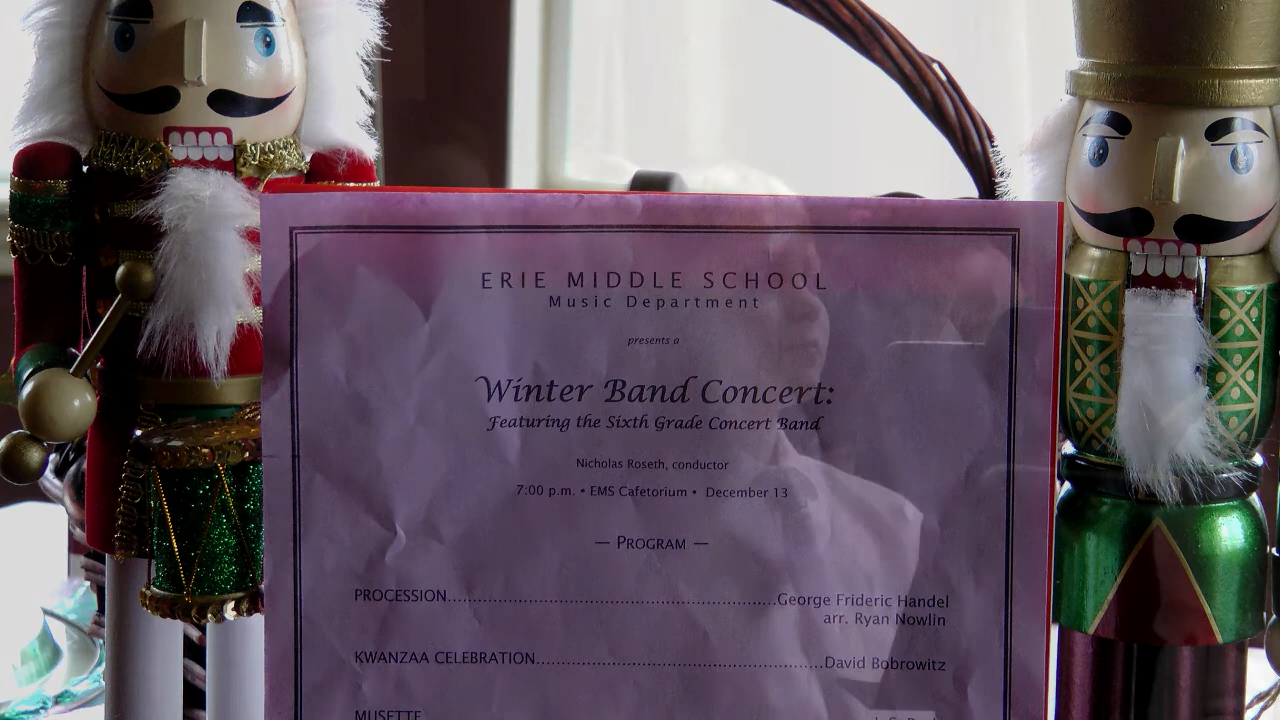 ERIE MIDDLE SCHOOL
Music Department
presents a
Winter Band Concert:
Featuring the Sixth Grade Concert Band
Nicholas Roseth, conductor
7:00 p.m. • EMS Cafetorium • December 13
— PROGRAM —
PROCESSION..........................................................................George Frideric Handel
arr. Ryan Nowlin
KWANZAA CELEBRATION................................................................David Bobrowitz
MUSETTE